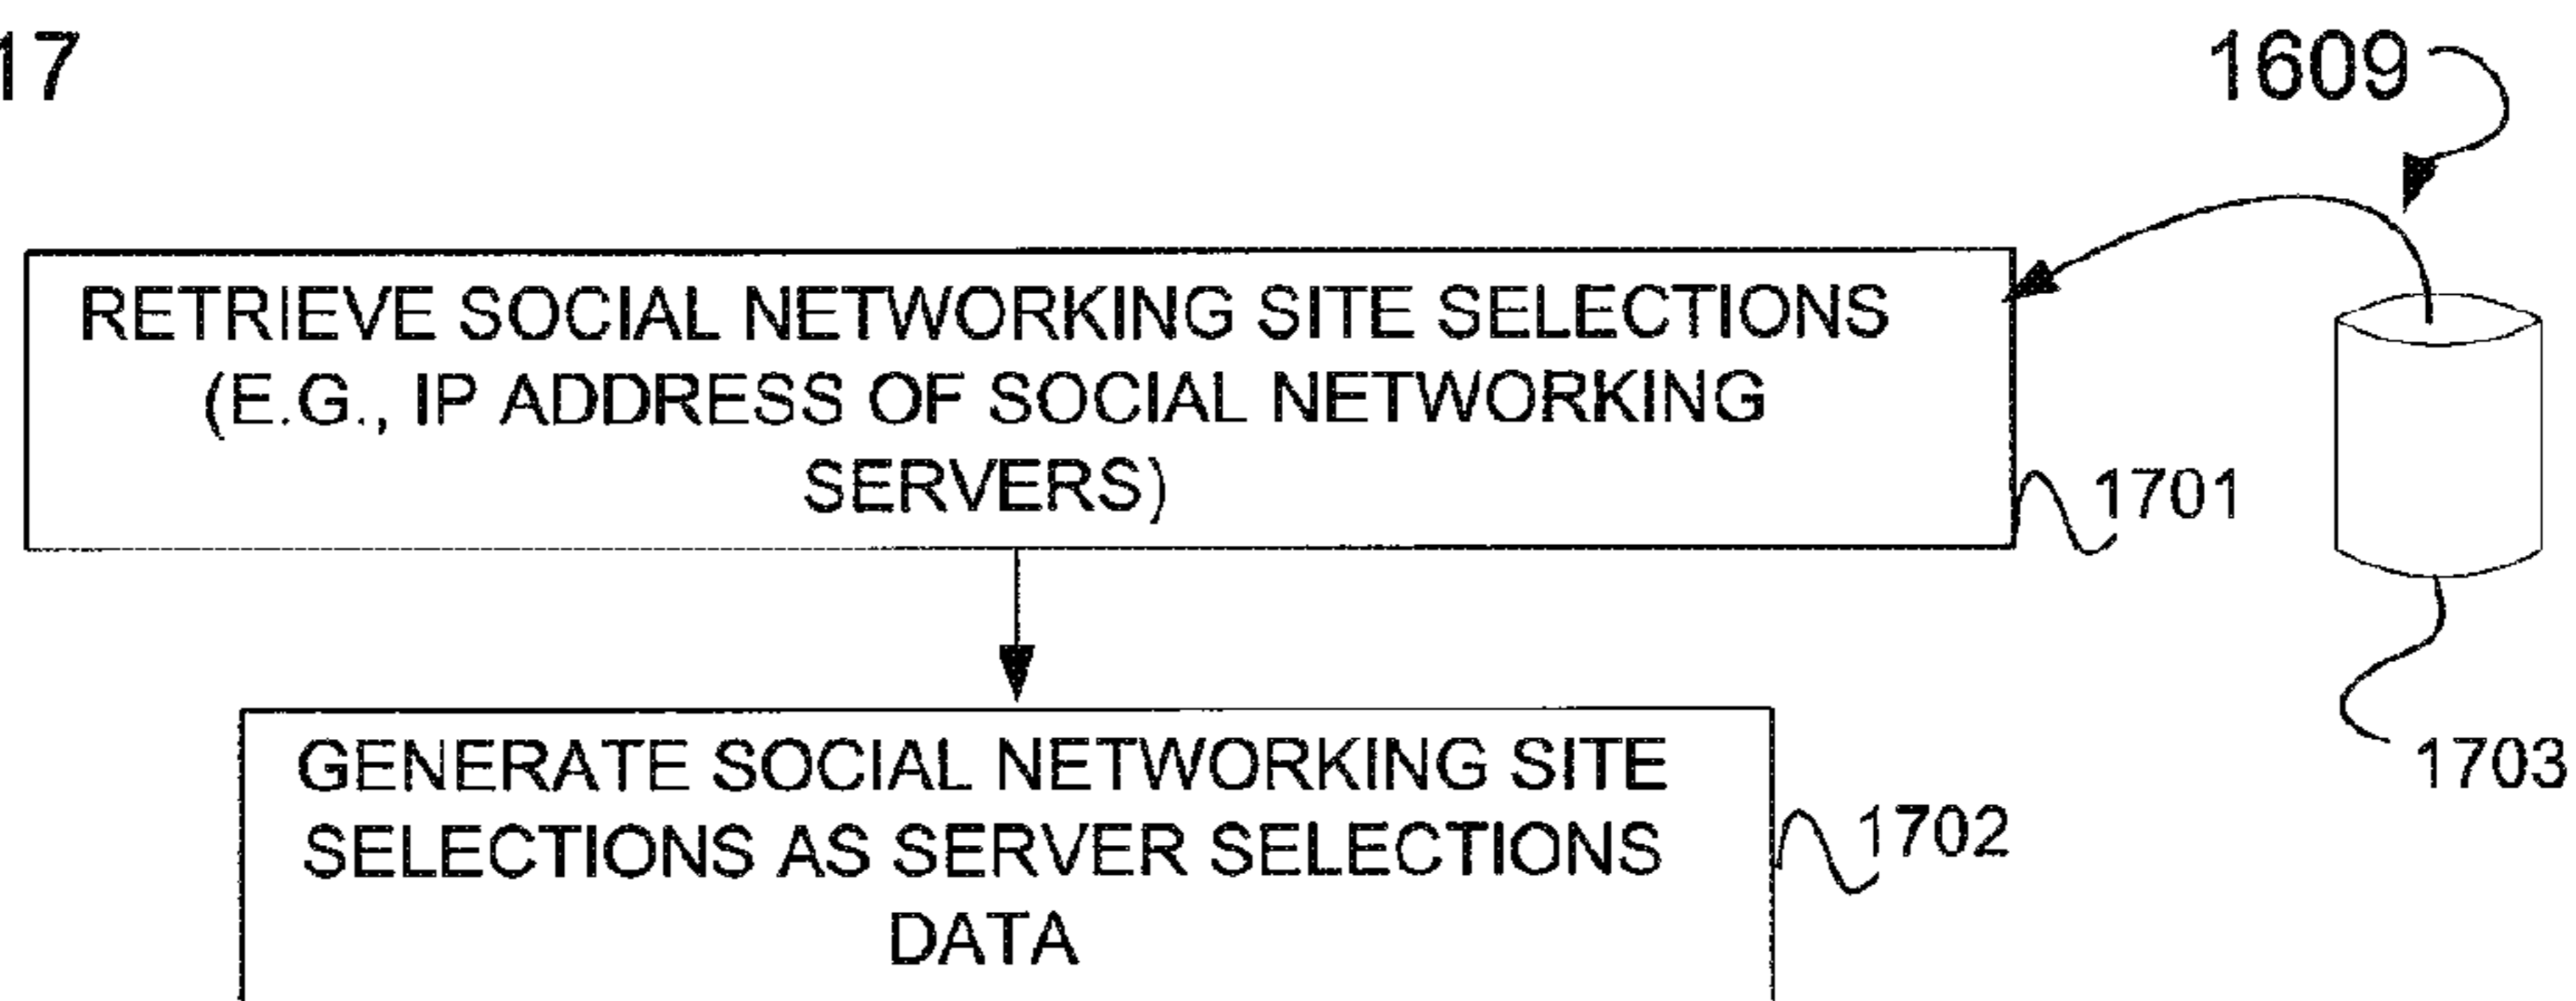 17
1609
RETRIEVE SOCIAL NETWORKING SITE SELECTIONS
(E.G., IP ADDRESS OF SOCIAL NETWORKING
SERVERS)
1701
1703
GENERATE SOCIAL NETWORKING SITE
SELECTIONS AS SERVER SELECTIONS
DATA
1702